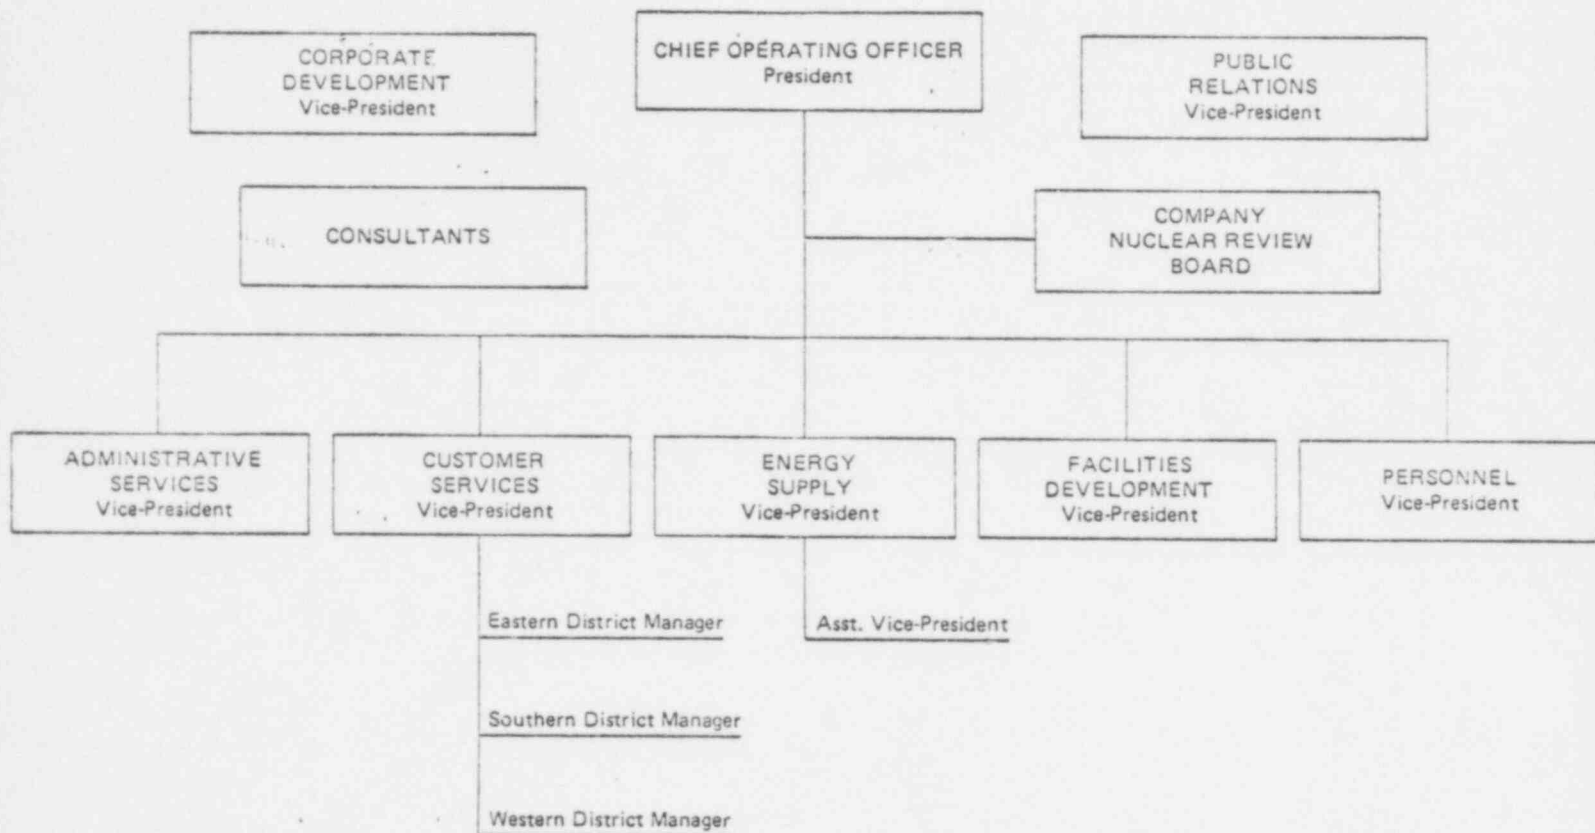 CORPORATE
DEVELOPMENT
Vice-President
CHIEF OPERATING OFFICER
President
PUBLIC
RELATIONS
Vice-President
CONSULTANTS
COMPANY
NUCLEAR REVIEW
BOARD
ADMINISTRATIVE
SERVICES
Vice-President
CUSTOMER
SERVICES
Vice-President
ENERGY
SUPPLY
Vice-President
FACILITIES
DEVELOPMENT
Vice-President
PERSONNEL
Vice-President
Eastern District Manager
Asst. Vice-President
Southern District Manager
Western District Manager